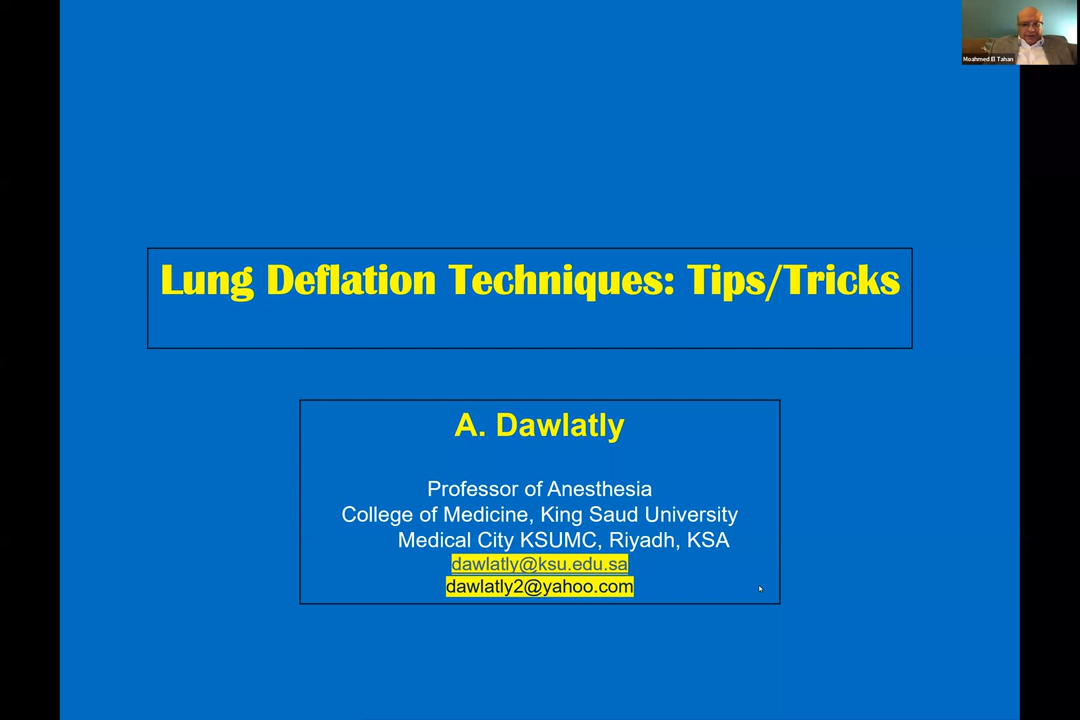 Moahmed El Tahan
Lung Deflation Techniques: Tips/Tricks
A. Dawlatly
Professor of Anesthesia
College of Medicine, King Saud University
Medical City KSUMC, Riyadh, KSA
dawlatly@ksu.edu.sa
dawlatly2@yahoo.com